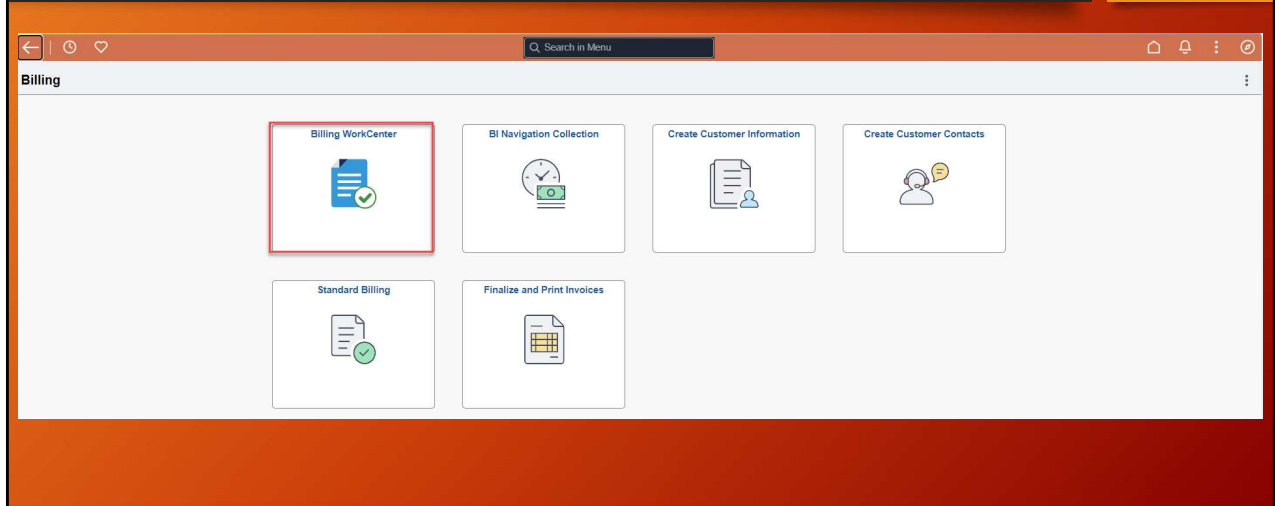 Search in Menu
Billing
Billing WorkCenter
BI Navigation Collection
Create Customer Information
Create Customer Contacts
Standard Billing
Finalize and Print Invoices